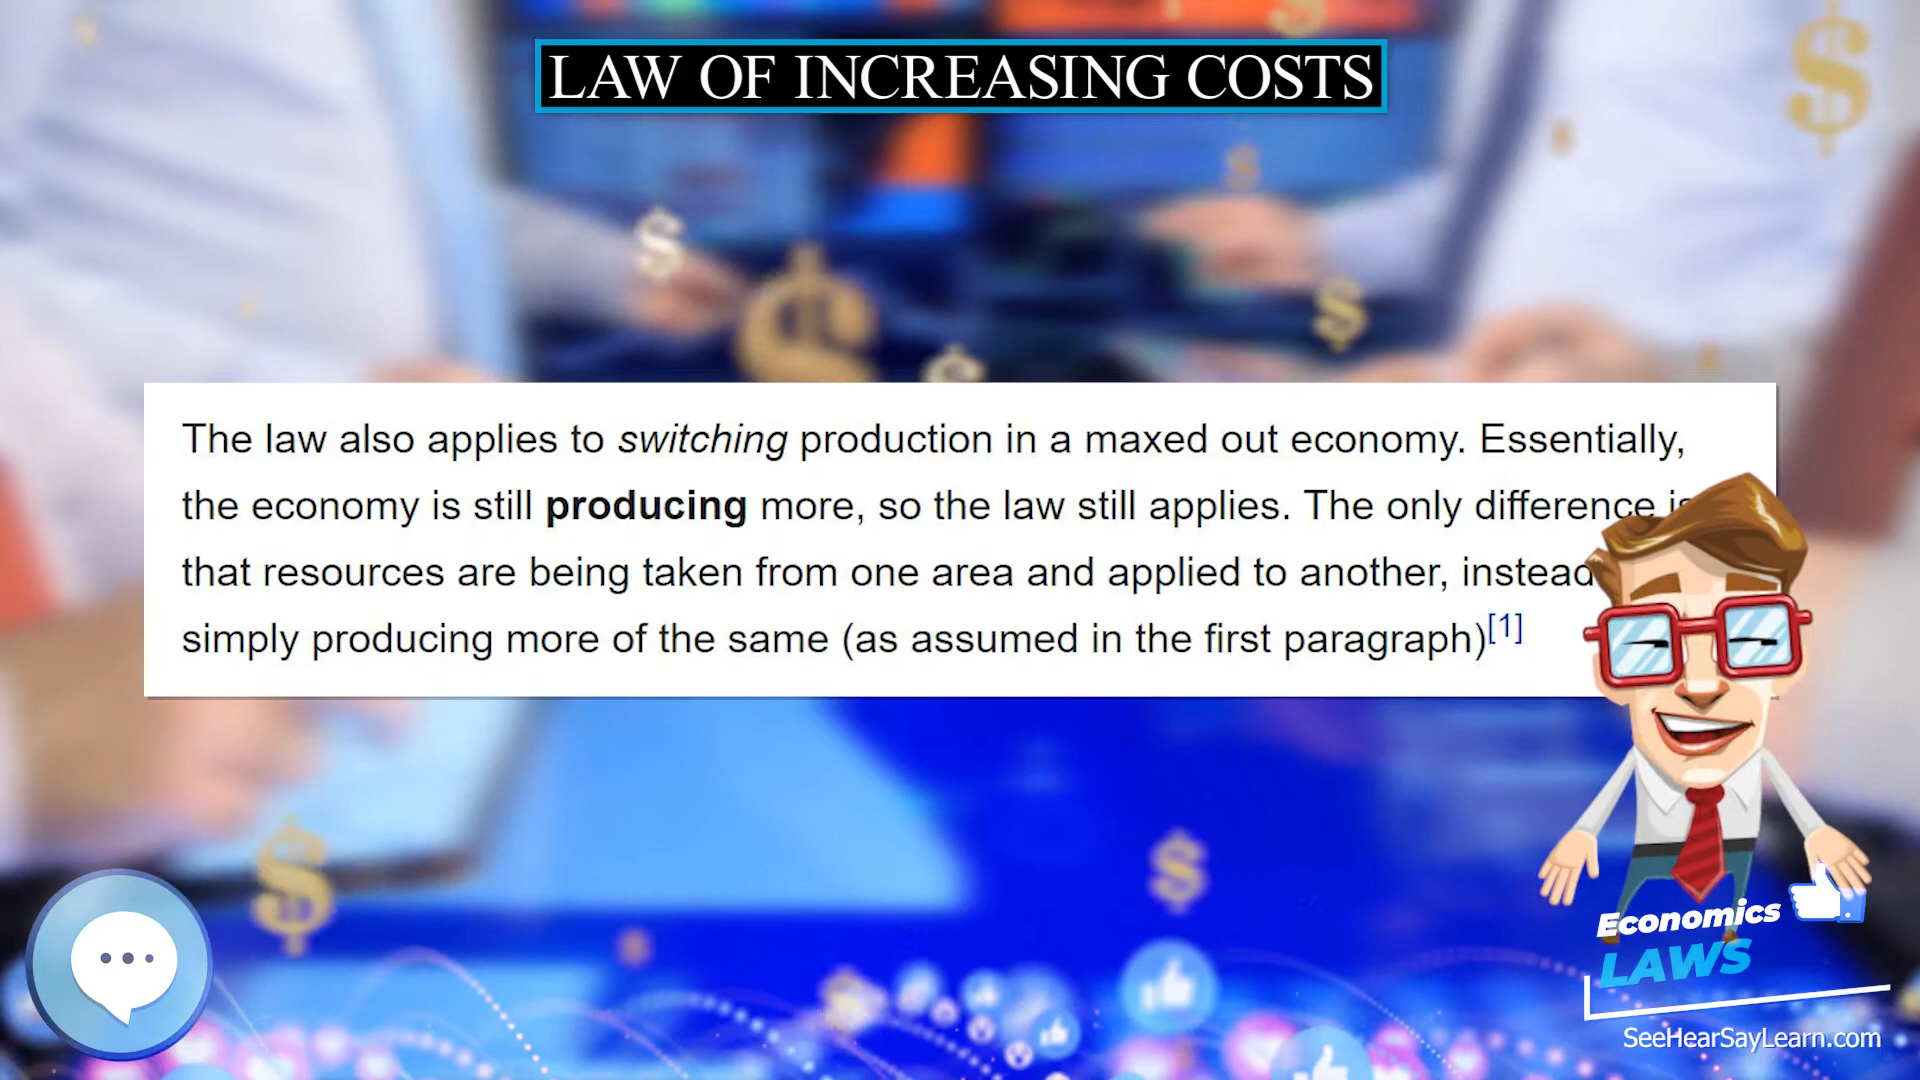 LAW OF INCREASING COSTS
The law also applies to switching production in a maxed out economy. Essentially,
the economy is still producing more, so the law still applies. The only difference is
that resources are being taken from one area and applied to another, instead
simply producing more of the same (as assumed in the first paragraph)[1]
Economics
LAWS
SeeHearSayLearn.com